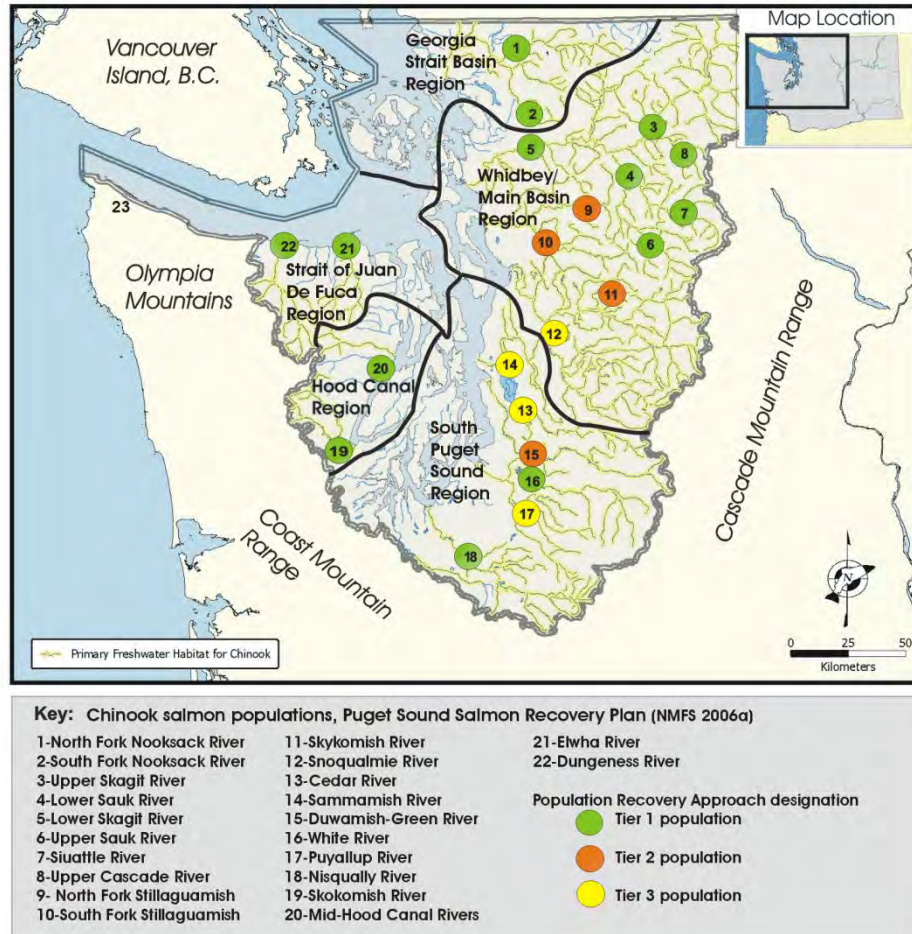 Map Location
Vancouver
Island, B.C.
Georgia
Strait Basin
Region
1
2
3
5
8
4
Whidbey/
Main Basin
Region
9
7
10
6
23
22
21
Olympia
Mountains
Strait of Juan
De Fuca
Region
11
12
14
20
Hood Canal
Region
13
South
Puget
Sound
Region
19
15
16
17
18
Cascade Mountain Range
Coast Mountain
Range
N
Primary Freshwater Habitat for Chinook
0 25 50
Kilometers
Key: Chinook salmon populations, Puget Sound Salmon Recovery Plan (NMFS 2006a)
1-North Fork Nooksack River
2-South Fork Nooksack River
3-Upper Skagit River
4-Lower Sauk River
5-Lower Skagit River
6-Upper Sauk River
7-Siuattle River
8-Upper Cascade River
9- North Fork Stillaguamish
10-South Fork Stillaguamish
11-Skykomish River
12-Snoqualmie River
13-Cedar River
14-Sammamish River
15-Duwamish-Green River
16-White River
17-Puyallup River
18-Nisqually River
19-Skokomish River
20-Mid-Hood Canal Rivers
21-Elwha River
22-Dungeness River
Population Recovery Approach designation
Tier 1 population
Tier 2 population
Tier 3 population